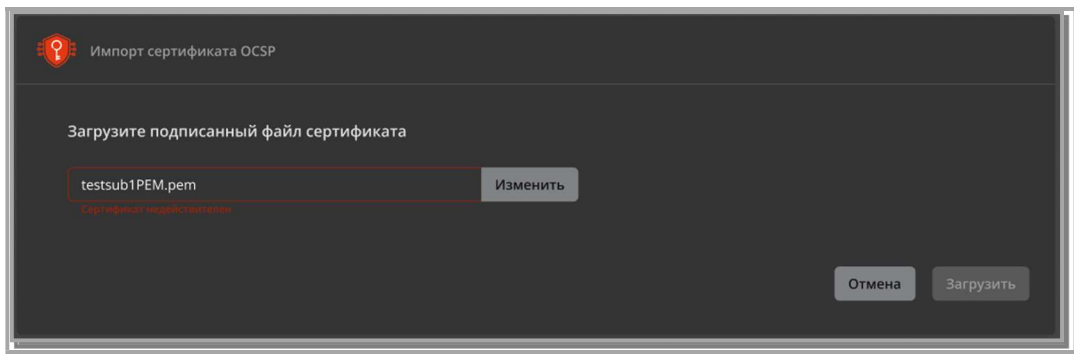 Импорт сертификата OCSP
Загрузите подписанный файл сертификата
testsub1PEM.pem
Изменить
Сертификат недействителен
Отмена
Загрузить